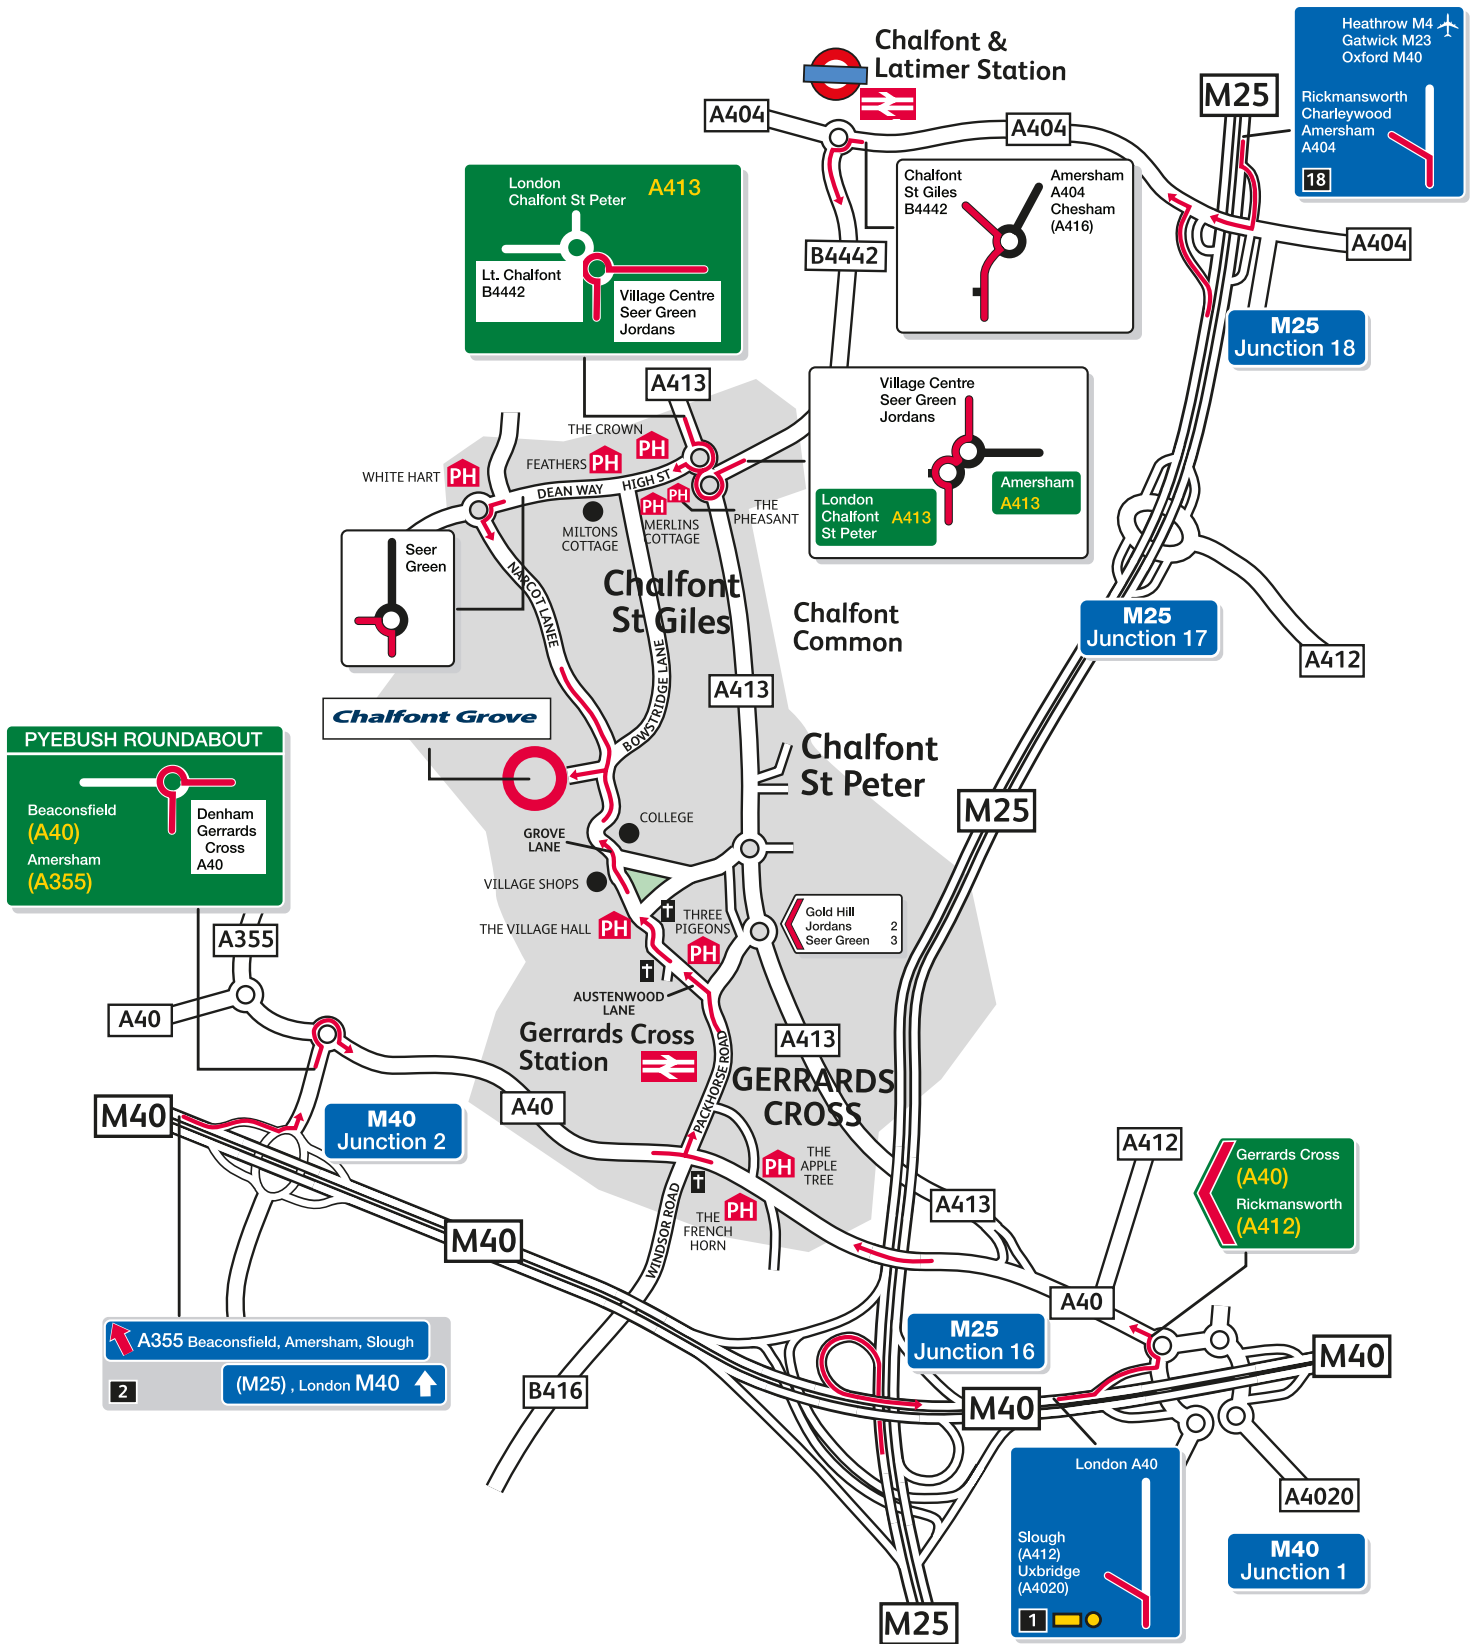 Chalfont &
Latimer Station
Heathrow M4
Gatwick M23
Oxford M40
Rickmansworth
Charleywood
Amersham
A404
18
M25
A404
A404
A404
B4442
Chalfont
St Giles
B4442
Amersham
A404
Chesham
(A416)
London
Chalfont St Peter
A413
Lt. Chalfont
B4442
Village Centre
Seer Green
Jordans
M25
Junction 18
A413
Village Centre
Seer Green
Jordans
Amersham
A413
London
Chalfont
St Peter
A413
THE CROWN
PH
FEATHERS
PH
WHITE HART
PH
DEAN WAY
HIGH ST
PH
PH
THE
PHEASANT
MERLINS
COTTAGE
MILTONS
COTTAGE
Seer
Green
NARCOT LANEE
Chalfont
St Giles
Chalfont
Common
M25
Junction 17
A412
BOWSTRIDGE LANE
A413
Chalfont Grove
PYEBUSH ROUNDABOUT
Beaconsfield
(A40)
Amersham
(A355)
Denham
Gerrards
Cross
A40
Chalfont
St Peter
M25
COLLEGE
GROVE
LANE
VILLAGE SHOPS
THE VILLAGE HALL
PH
THREE
PIGEONS
PH
Gold Hill
Jordans 2
Seer Green 3
A355
A40
AUSTENWOOD
LANE
Gerrards Cross
Station
A413
PACKHORSE ROAD
GERRARDS
CROSS
A40
M40
M40
Junction 2
A412
Gerrards Cross
(A40)
Rickmansworth
(A412)
PH
THE
APPLE
TREE
PH
THE
FRENCH
HORN
WINDSOR ROAD
A413
M40
A40
A355 Beaconsfield, Amersham, Slough
2
(M25) , London M40
M25
Junction 16
M40
B416
M40
London A40
Slough
(A412)
Uxbridge
(A4020)
1
A4020
M40
Junction 1
M25